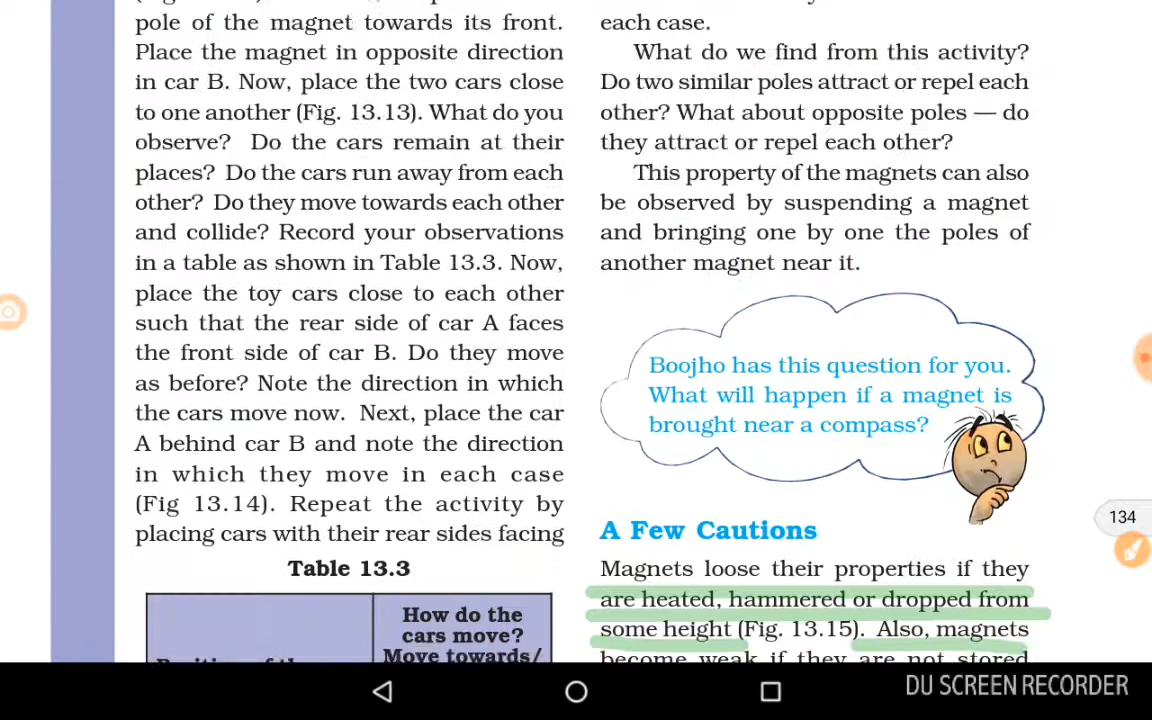 pole of the magnet towards its front.
Place the magnet in opposite direction
in car B. Now, place the two cars close
to one another (Fig. 13.13). What do you
observe? Do the cars remain at their
places? Do the cars run away from each
other? Do they move towards each other
and collide? Record your observations
in a table as shown in Table 13.3. Now,
place the toy cars close to each other
such that the rear side of car A faces
the front side of car B. Do they move
as before? Note the direction in which
the cars move now. Next, place the car
A behind car B and note the direction
in which they move in each case
(Fig 13.14). Repeat the activity by
placing cars with their rear sides facing
Table 13.3
How do the
cars move?
Move towards/
each case.
What do we find from this activity?
Do two similar poles attract or repel each
other? What about opposite poles — do
they attract or repel each other?
This property of the magnets can also
be observed by suspending a magnet
and bringing one by one the poles of
another magnet near it.
Boojho has this question for you.
What will happen if a magnet is
brought near a compass?
A Few Cautions
Magnets loose their properties if they
are heated, hammered or dropped from
some height (Fig. 13.15). Also, magnets
become weak if they are not stored
134
DU SCREEN RECORDER